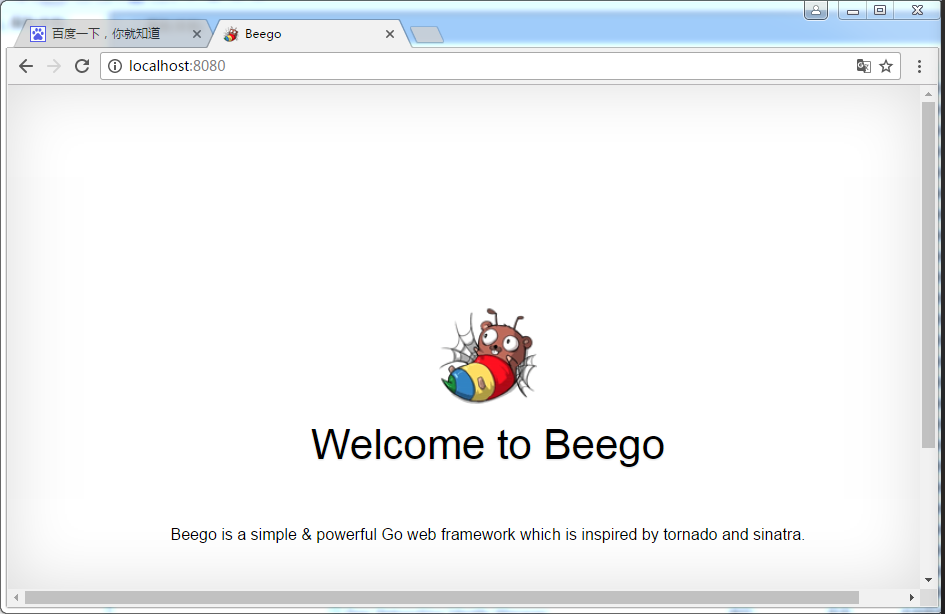 百度一下，你就知道
Beego
localhost:8080
Welcome to Beego
Beego is a simple & powerful Go web framework which is inspired by tornado and sinatra.